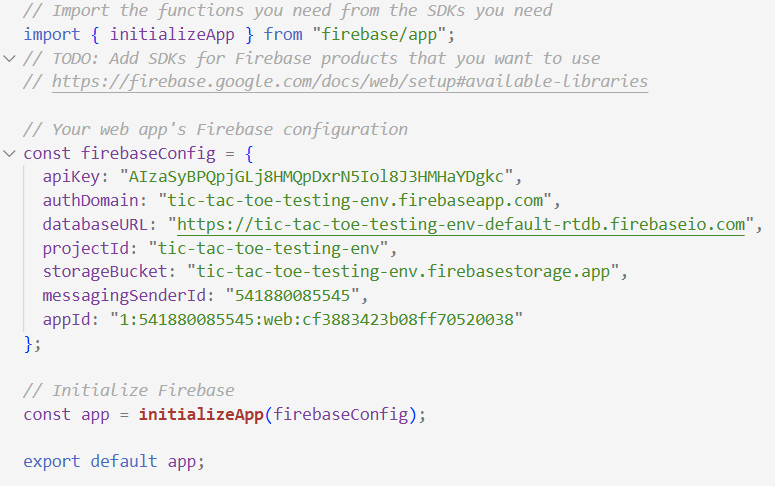 // Import the functions you need from the SDKs you need
import { initializeApp } from "firebase/app";
// TODO: Add SDKs for Firebase products that you want to use
// https://firebase.google.com/docs/web/setup#available-libraries
// Your web app's Firebase configuration
const firebaseConfig = {
apiKey: "AIzaSyBPQpjGLj8HMQpDxrN5Iol8J3HMHaYDgkc",
authDomain: "tic-tac-toe-testing-env.firebaseapp.com",
databaseURL: "https://tic-tac-toe-testing-env-default-rtdb.firebaseio.com",
projectId: "tic-tac-toe-testing-env",
storageBucket: "tic-tac-toe-testing-env.firebasestorage.app",
messagingSenderId: "541880085545",
appId: "1:541880085545:web:cf3883423b08ff70520038"
};
// Initialize Firebase
const app = initializeApp(firebaseConfig);
export default app;